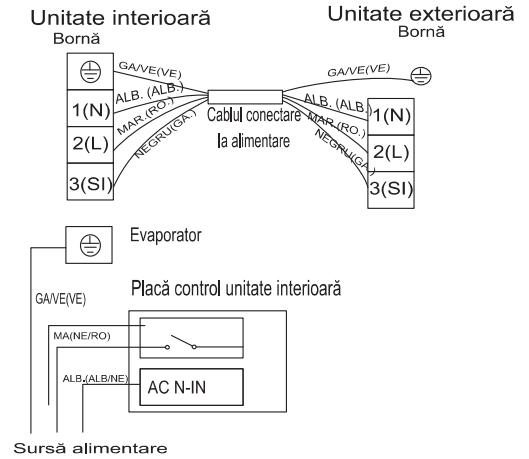 Unitate interioară
Bornă
Unitate exterioară
Bornă
GA/VE(VE)
ALB. (ALB.)
MAR.(RO.)
NEGRU(GA.)
1(N)
2(L)
3(SI)
Cablul conectare
la alimentare
GA/VE(VE)
ALB. (ALB.)
MAR.(RO.)
NEGRU(GA.)
1(N)
2(L)
3(SI)
Evaporator
GA/VE(VE)
Placă control unitate interioară
MA(NE/RO)
ALB.(ALB/NE)
AC N-IN
Sursă alimentare